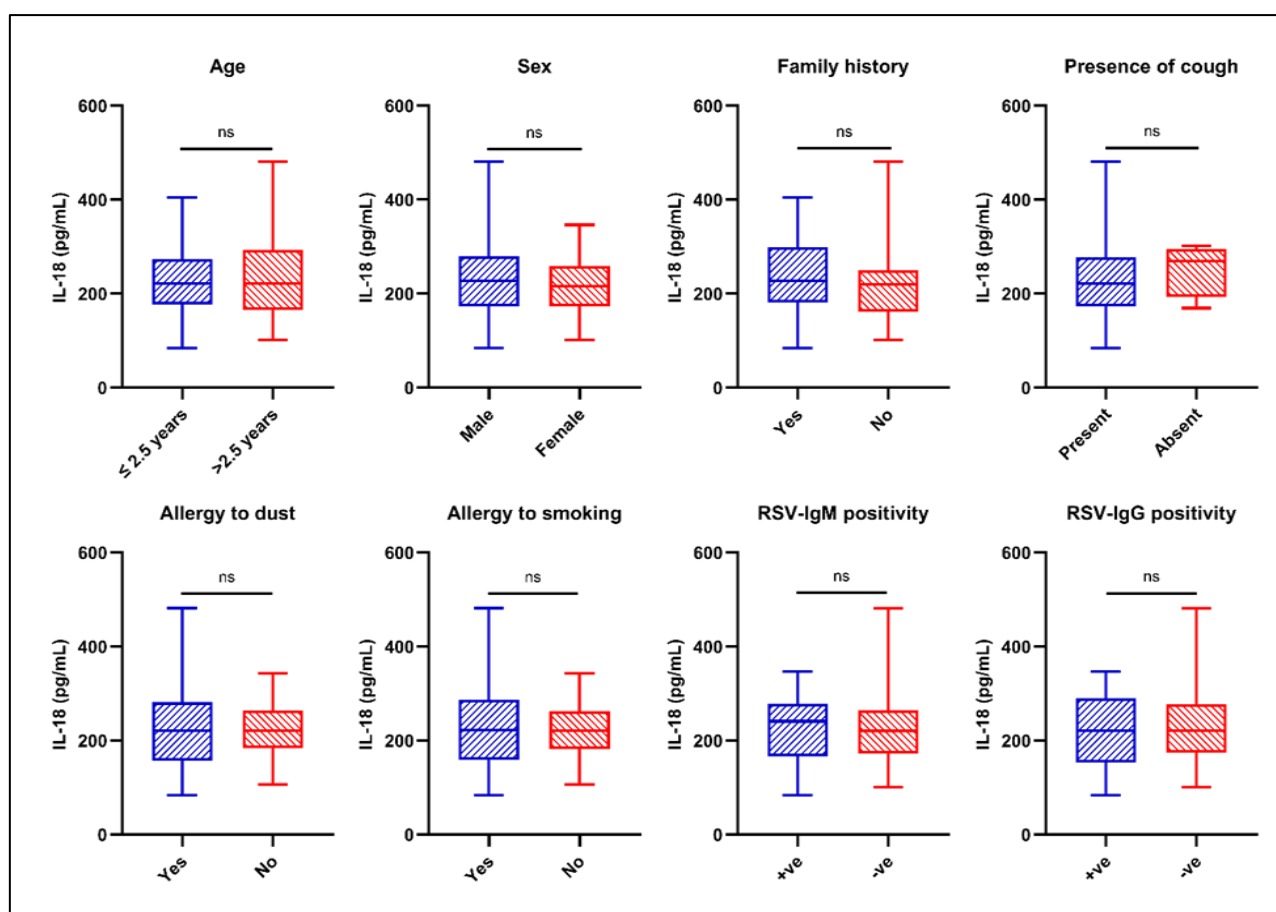 Age
Sex
Family history
Presence of cough
600
400
200
0
IL-18 (pg/mL)
ns
≤ 2.5 years
>2.5 years
600
400
200
0
IL-18 (pg/mL)
ns
Male
Female
600
400
200
0
IL-18 (pg/mL)
ns
Yes
No
600
400
200
0
IL-18 (pg/mL)
ns
Present
Absent
Allergy to dust
Allergy to smoking
RSV-IgM positivity
RSV-IgG positivity
600
400
200
0
IL-18 (pg/mL)
ns
Yes
No
600
400
200
0
IL-18 (pg/mL)
ns
Yes
No
600
400
200
0
IL-18 (pg/mL)
ns
+ve
-ve
600
400
200
0
IL-18 (pg/mL)
ns
+ve
-ve